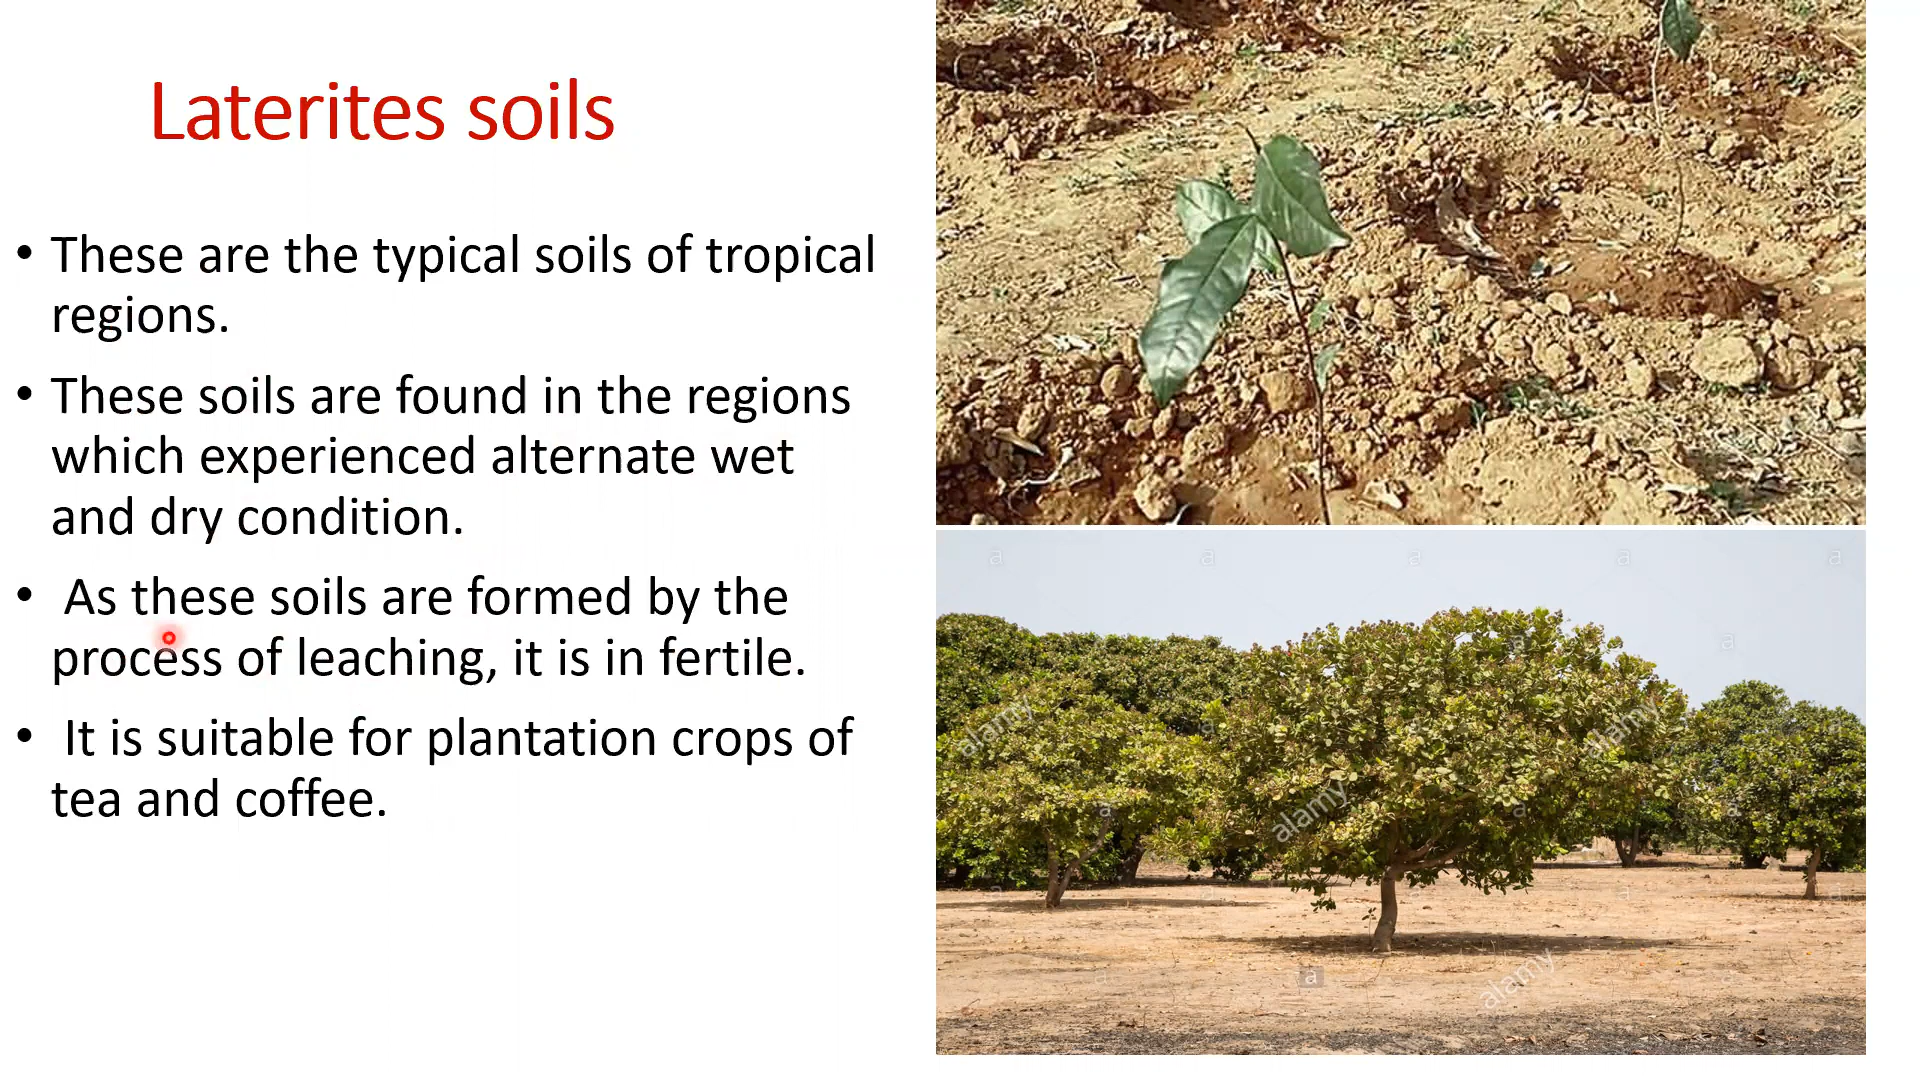 Laterites soils
• These are the typical soils of tropical
regions.
• These soils are found in the regions
which experienced alternate wet
and dry condition.
• As these soils are formed by the
process of leaching, it is in fertile.
• It is suitable for plantation crops of
tea and coffee.
a a a a a
a a
alamy alamy
a
alamy
a a a
a a a
alamy